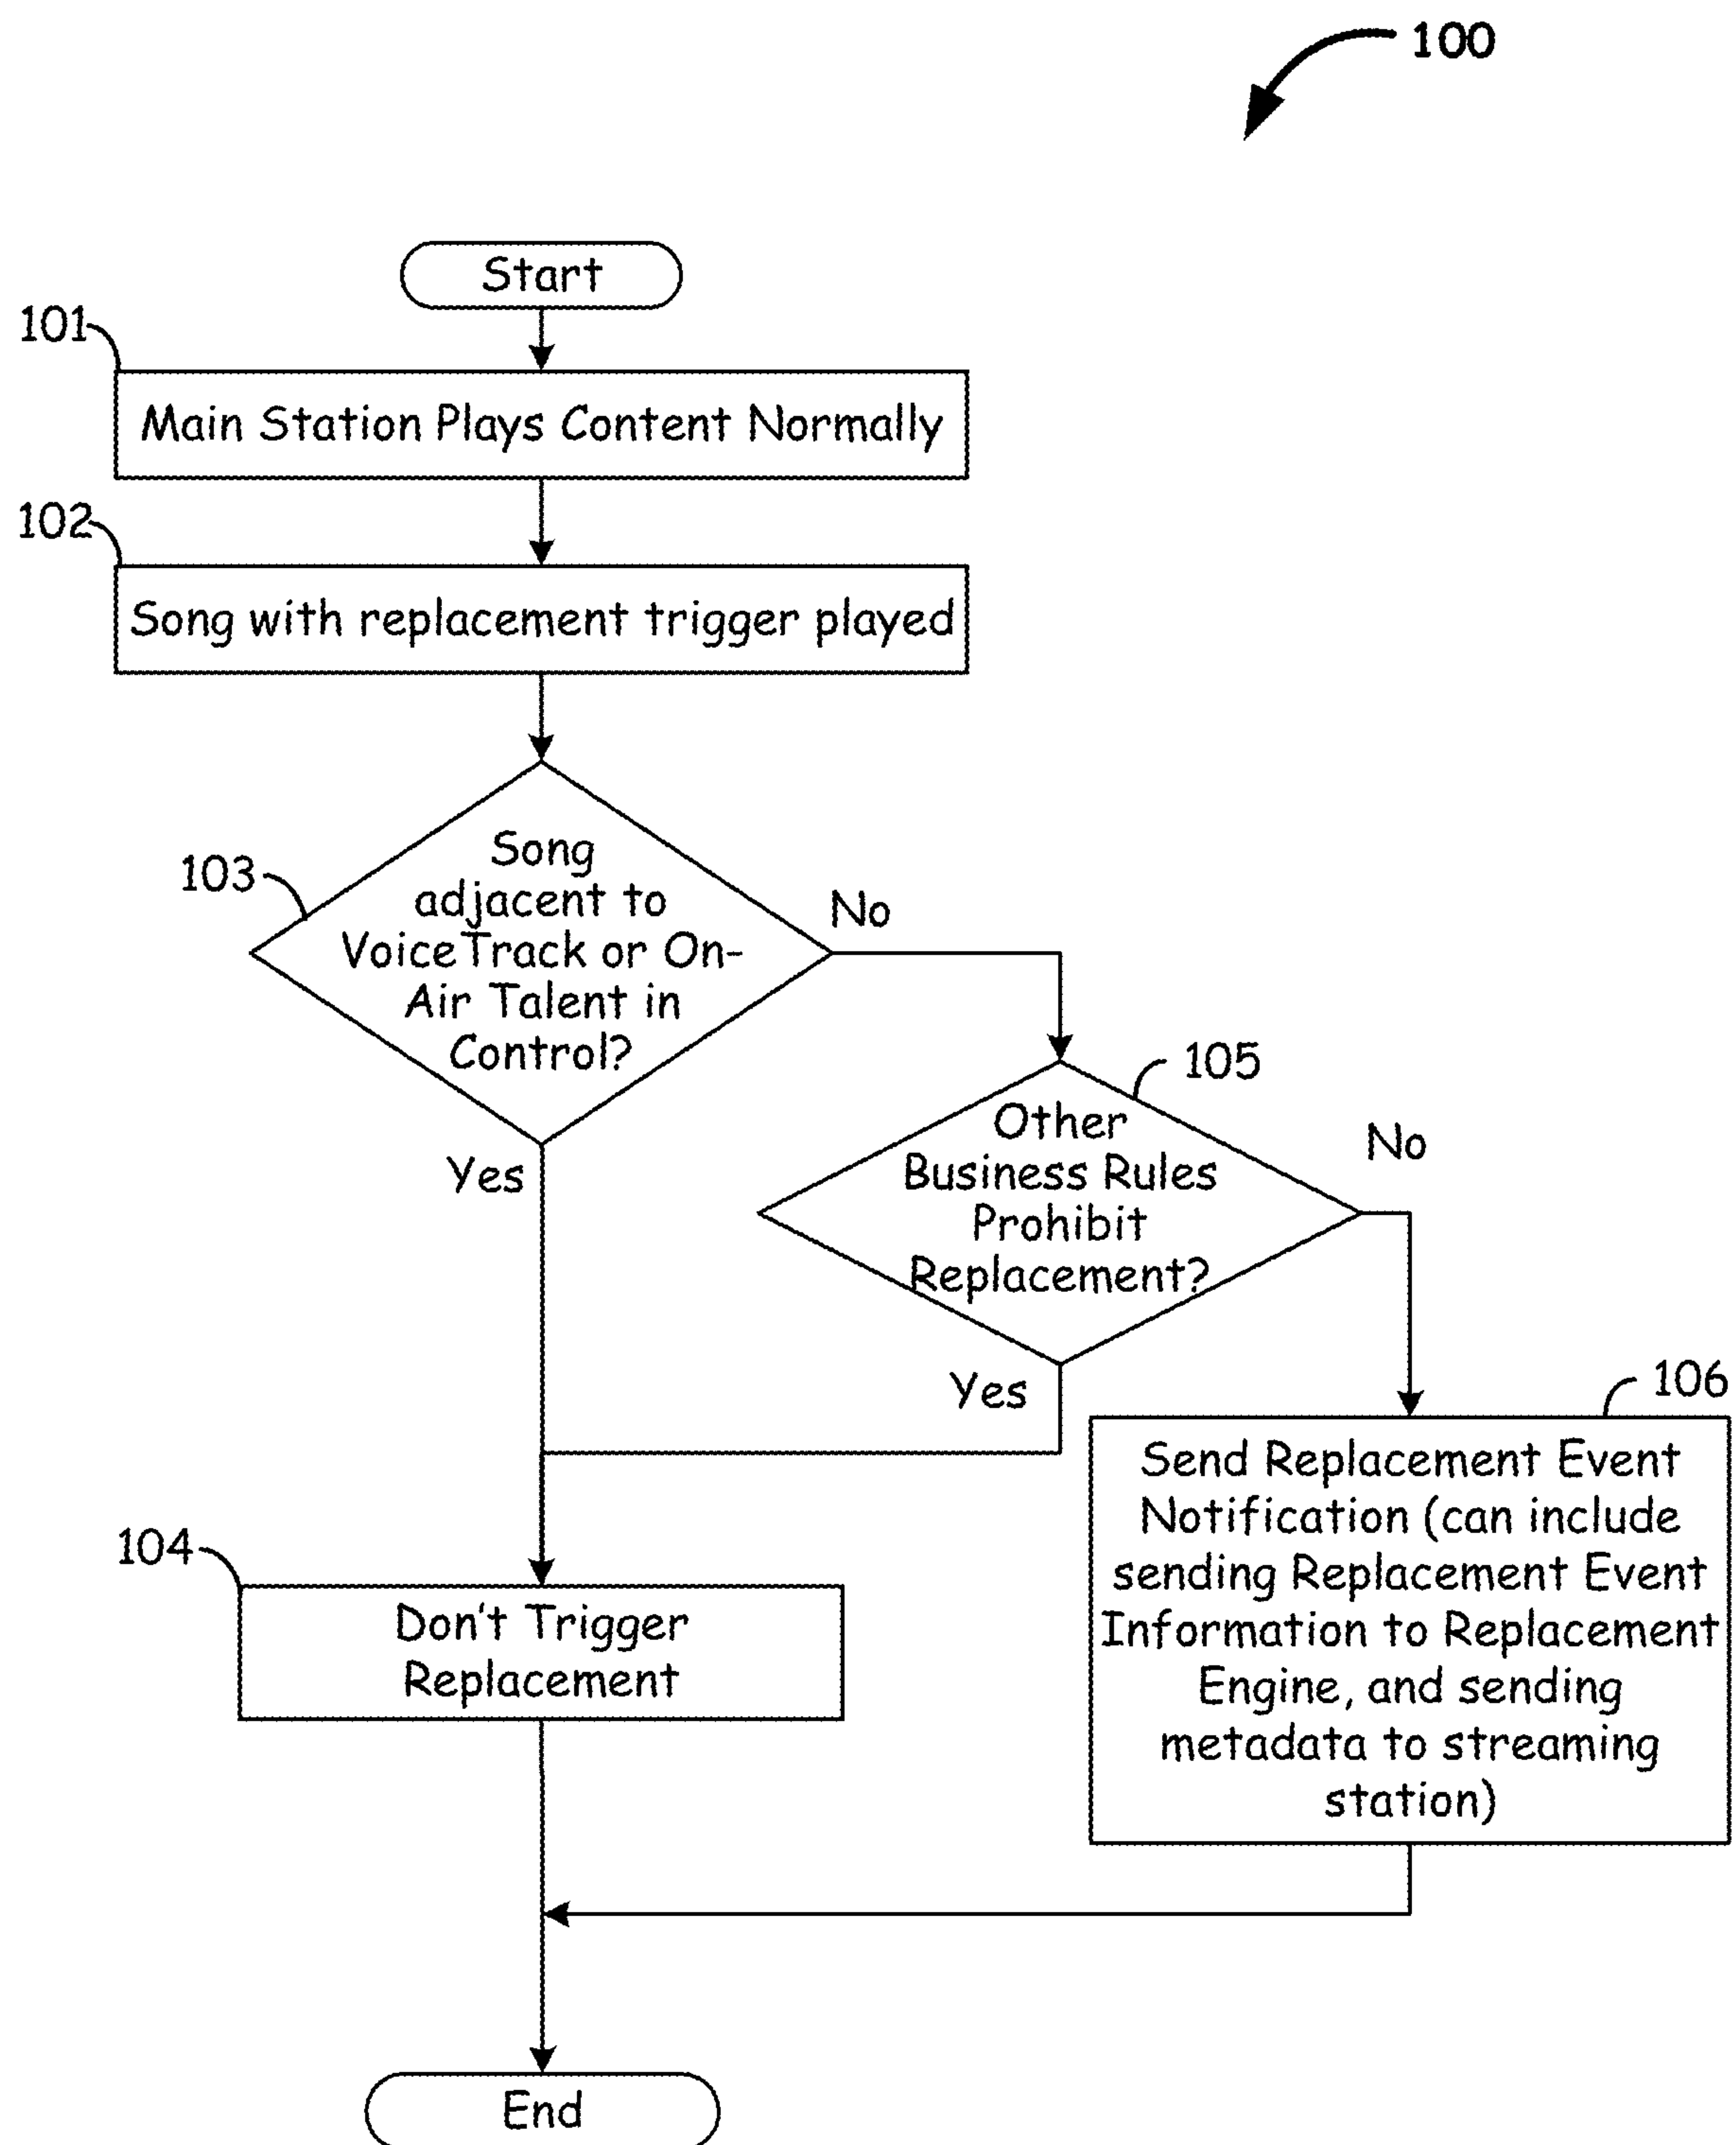 100
Start
101
Main Station Plays Content Normally
102
Song with replacement trigger played
103
Song
adjacent to
VoiceTrack or On-
Air Talent in
Control?
No
Yes
105
Other
Business Rules
Prohibit
Replacement?
No
Yes
106
Send Replacement Event
Notification (can include
sending Replacement Event
Information to Replacement
Engine, and sending
metadata to streaming
station)
104
Don't Trigger
Replacement
End